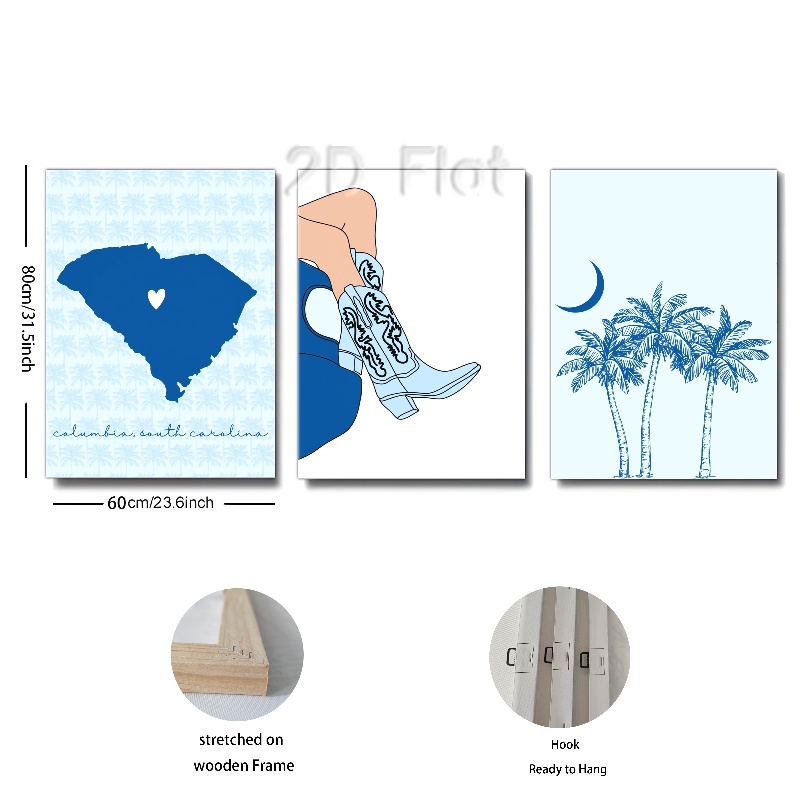 2D Flat
80cm/31.5inch
columbia, south carolina
60cm/23.6inch
stretched on
wooden Frame
Hook
Ready to Hang